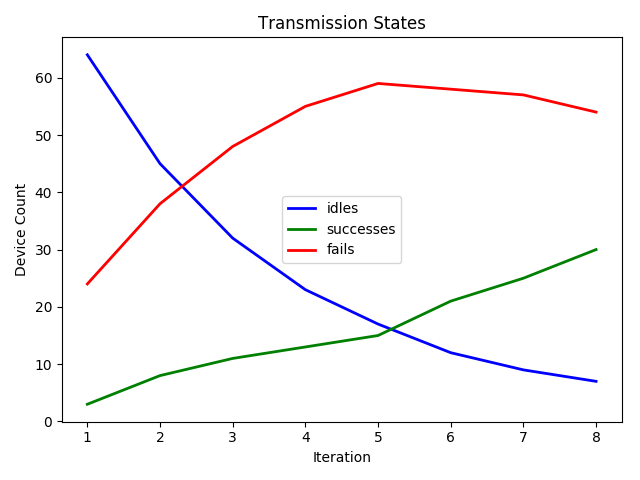 Transmission States
Device Count
60
50
40
30
20
10
0
idles
successes
fails
1 2 3 4 5 6 7 8
Iteration